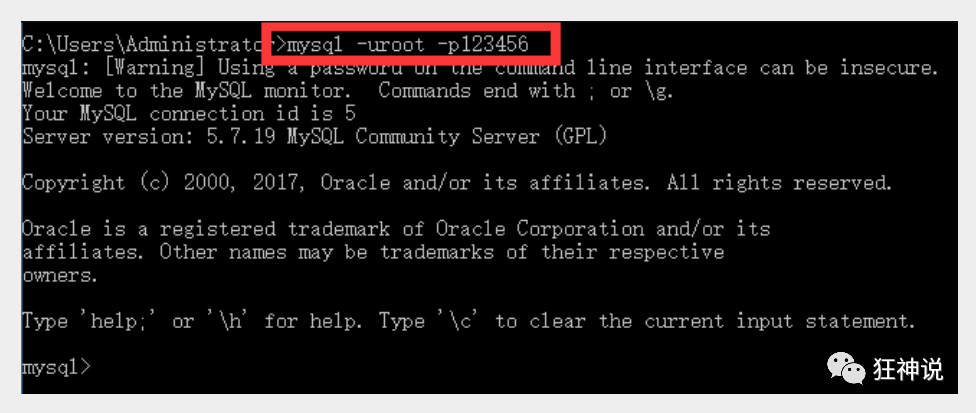 C:\Users\Administrator>mysql -uroot -p123456
mysql: [Warning] Using a password on the command line interface can be insecure.
Welcome to the MySQL monitor.  Commands end with ; or \g.
Your MySQL connection id is 5
Server version: 5.7.19 MySQL Community Server (GPL)

Copyright (c) 2000, 2017, Oracle and/or its affiliates. All rights reserved.

Oracle is a registered trademark of Oracle Corporation and/or its
affiliates. Other names may be trademarks of their respective
owners.

Type 'help;' or '\h' for help. Type '\c' to clear the current input statement.

mysql>
狂神说